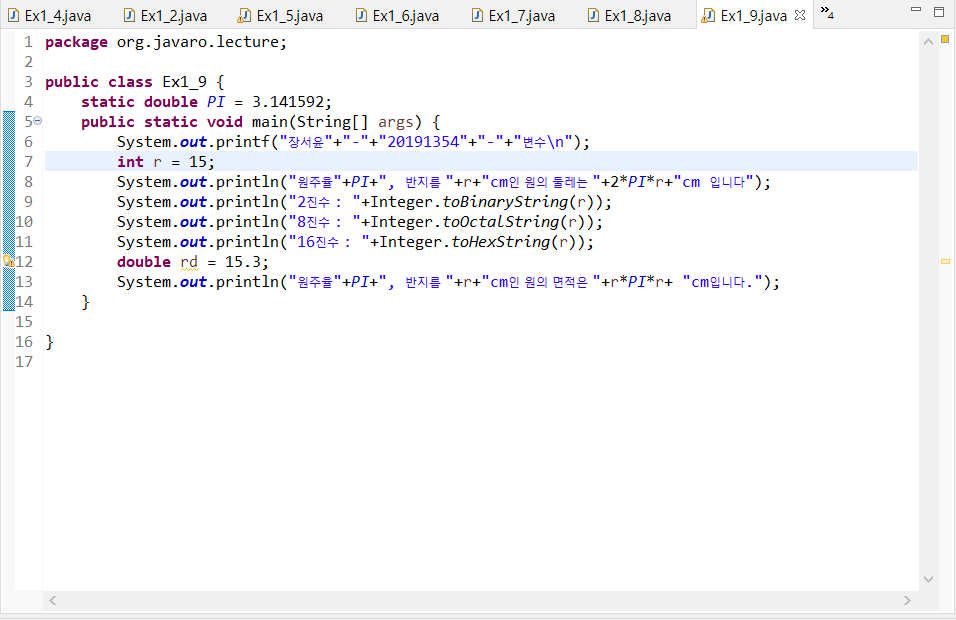 Ex1_4.java Ex1_2.java Ex1_5.java Ex1_6.java Ex1_7.java Ex1_8.java Ex1_9.java »4
1 package org.javaro.lecture;
2
3 public class Ex1_9 {
4 static double PI = 3.141592;
5 public static void main(String[] args) {
6 System.out.printf("장서윤"+"-"+"20191354"+"-"+"변수\n");
7 int r = 15;
8 System.out.println("원주율"+PI+", 반지름 "+r+"cm인 원의 둘레는 "+2*PI*r+"cm 입니다");
9 System.out.println("2진수 : "+Integer.toBinaryString(r));
10 System.out.println("8진수 : "+Integer.toOctalString(r));
11 System.out.println("16진수 : "+Integer.toHexString(r));
12 double rd = 15.3;
13 System.out.println("원주율"+PI+", 반지름 "+r+"cm인 원의 면적은 "+r*PI*r+ "cm입니다.");
14 }
15
16 }
17